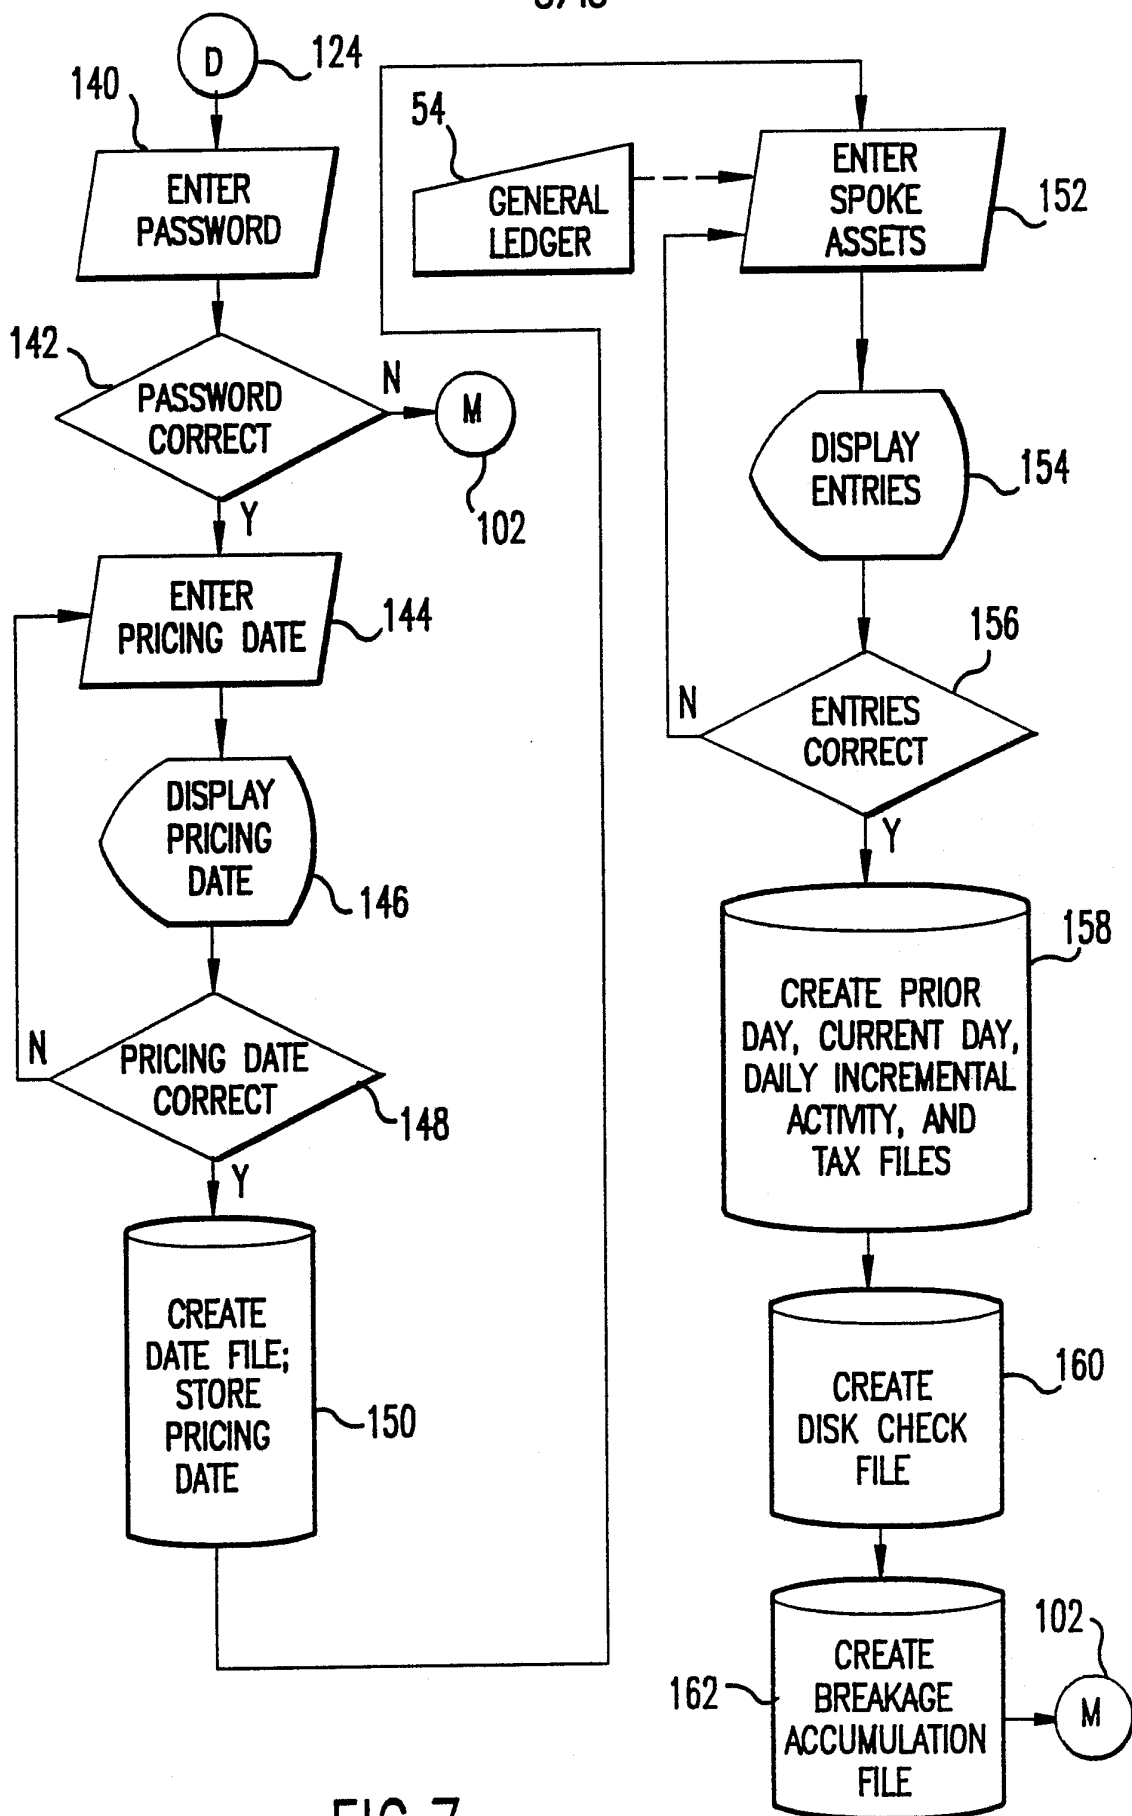 D
124
140
ENTER
PASSWORD
142
PASSWORD
CORRECT
N
M
102
Y
ENTER
PRICING DATE
144
DISPLAY
PRICING
DATE
146
N
PRICING DATE
CORRECT
148
Y
CREATE
DATE FILE;
STORE
PRICING
DATE
150
54
GENERAL
LEDGER
ENTER
SPOKE
ASSETS
152
DISPLAY
ENTRIES
154
156
N
ENTRIES
CORRECT
Y
158
CREATE PRIOR
DAY, CURRENT DAY,
DAILY INCREMENTAL
ACTIVITY, AND
TAX FILES
160
CREATE
DISK CHECK
FILE
102
162
CREATE
BREAKAGE
ACCUMULATION
FILE
M
FIG.7